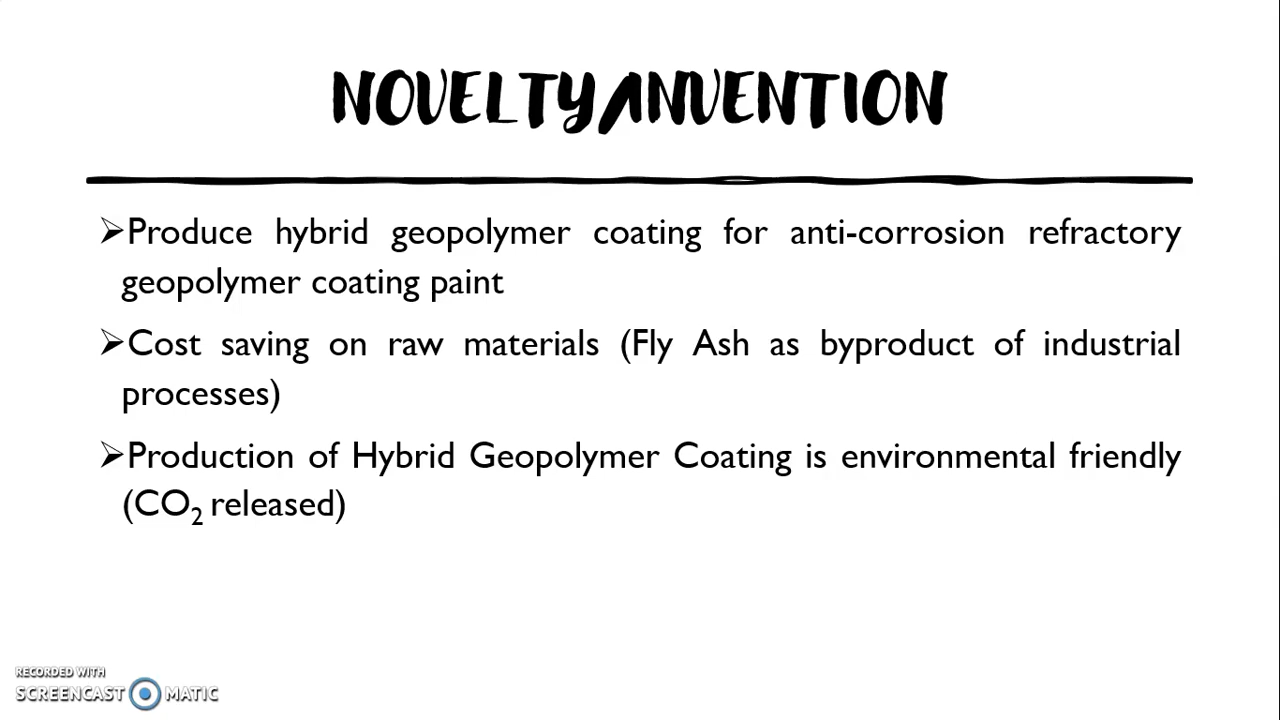 NOVELTY/INVENTION
➢Produce hybrid geopolymer coating for anti-corrosion refractory
geopolymer coating paint
➢Cost saving on raw materials (Fly Ash as byproduct of industrial
processes)
➢Production of Hybrid Geopolymer Coating is environmental friendly
(CO₂ released)
RECORDED WITH
SCREENCAST MATIC